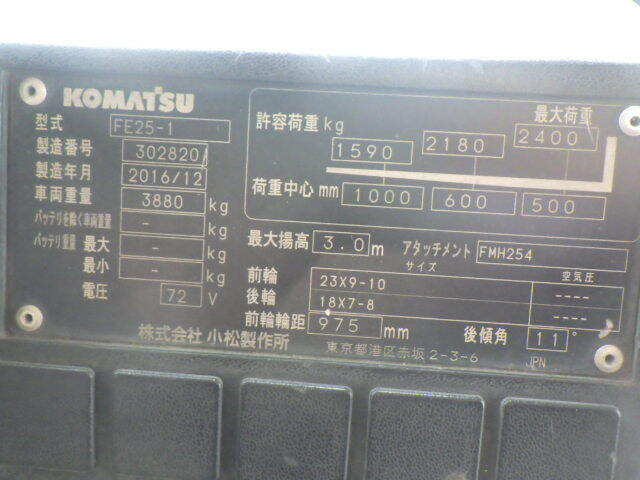 KOMATSU
型式 FE25-1
製造番号 302820
製造年月 2016/12
車両重量 3880 kg
バッテリを除く車両重量 - kg
バッテリ重量 最大 - kg
最小 - kg
電圧 72 V
許容荷重 kg 最大荷重
1590 2180 2400
荷重中心 mm 1000 600 500
最大揚高 3.0 m アタッチメント FMH254
サイズ 空気圧
前輪 23X9-10 ----
後輪 18X7-8 ----
前輪輪距 975 mm 後傾角 11°
株式会社 小松製作所 東京都港区赤坂 2-3-6 JPN